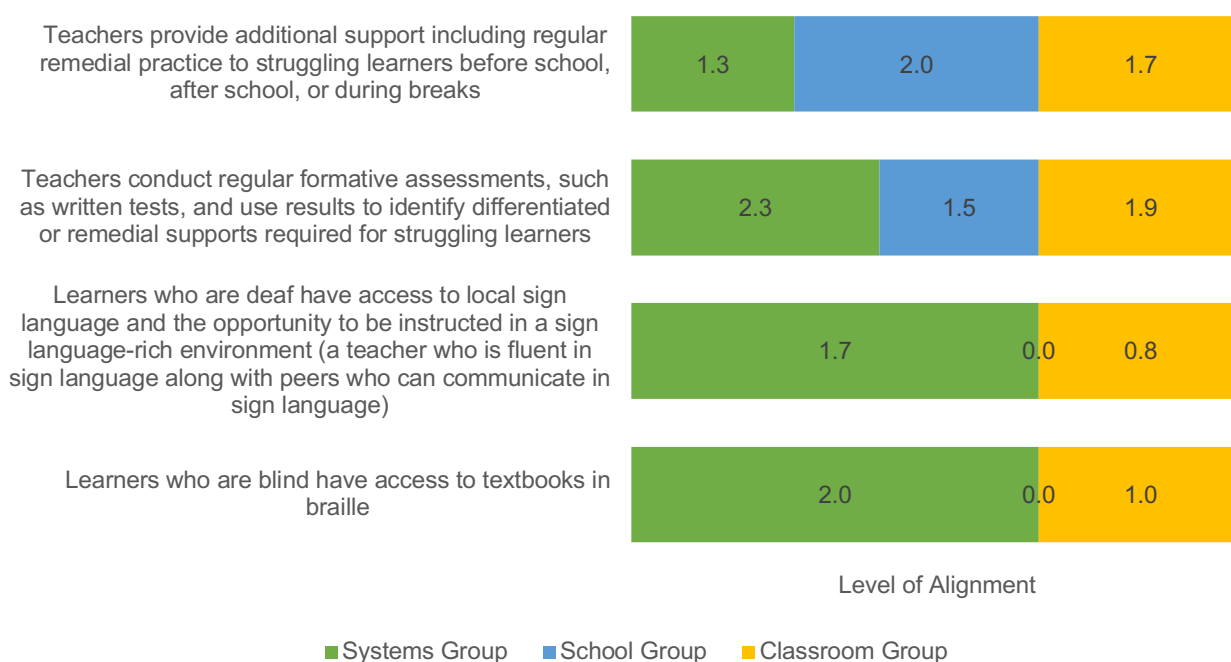 Teachers provide additional support including regular
remedial practice to struggling learners before school,
after school, or during breaks
1.3 2.0 1.7
Teachers conduct regular formative assessments, such
as written tests, and use results to identify differentiated
or remedial supports required for struggling learners
2.3 1.5 1.9
Learners who are deaf have access to local sign
language and the opportunity to be instructed in a sign
language-rich environment (a teacher who is fluent in
sign language along with peers who can communicate in
sign language)
1.7 0.0 0.8
Learners who are blind have access to textbooks in
braille
2.0 0.0 1.0
Level of Alignment
Systems Group School Group Classroom Group